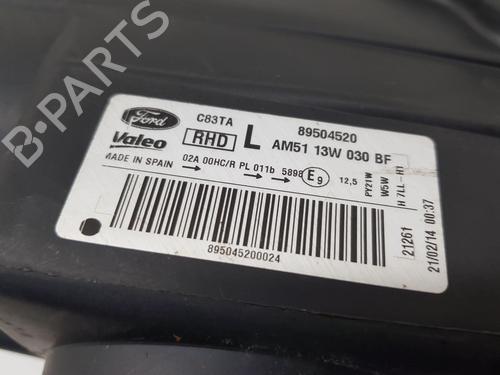 Ford C83TA 89504520
Valeo RHD L AM51 13W 030 BF
MADE IN SPAIN 02A 00HC/R PL 011b 5898 E9 12,5
PY21W
W5W
H7LL--H1
895045200024
21261
21/02/14 00:37
B PARTS